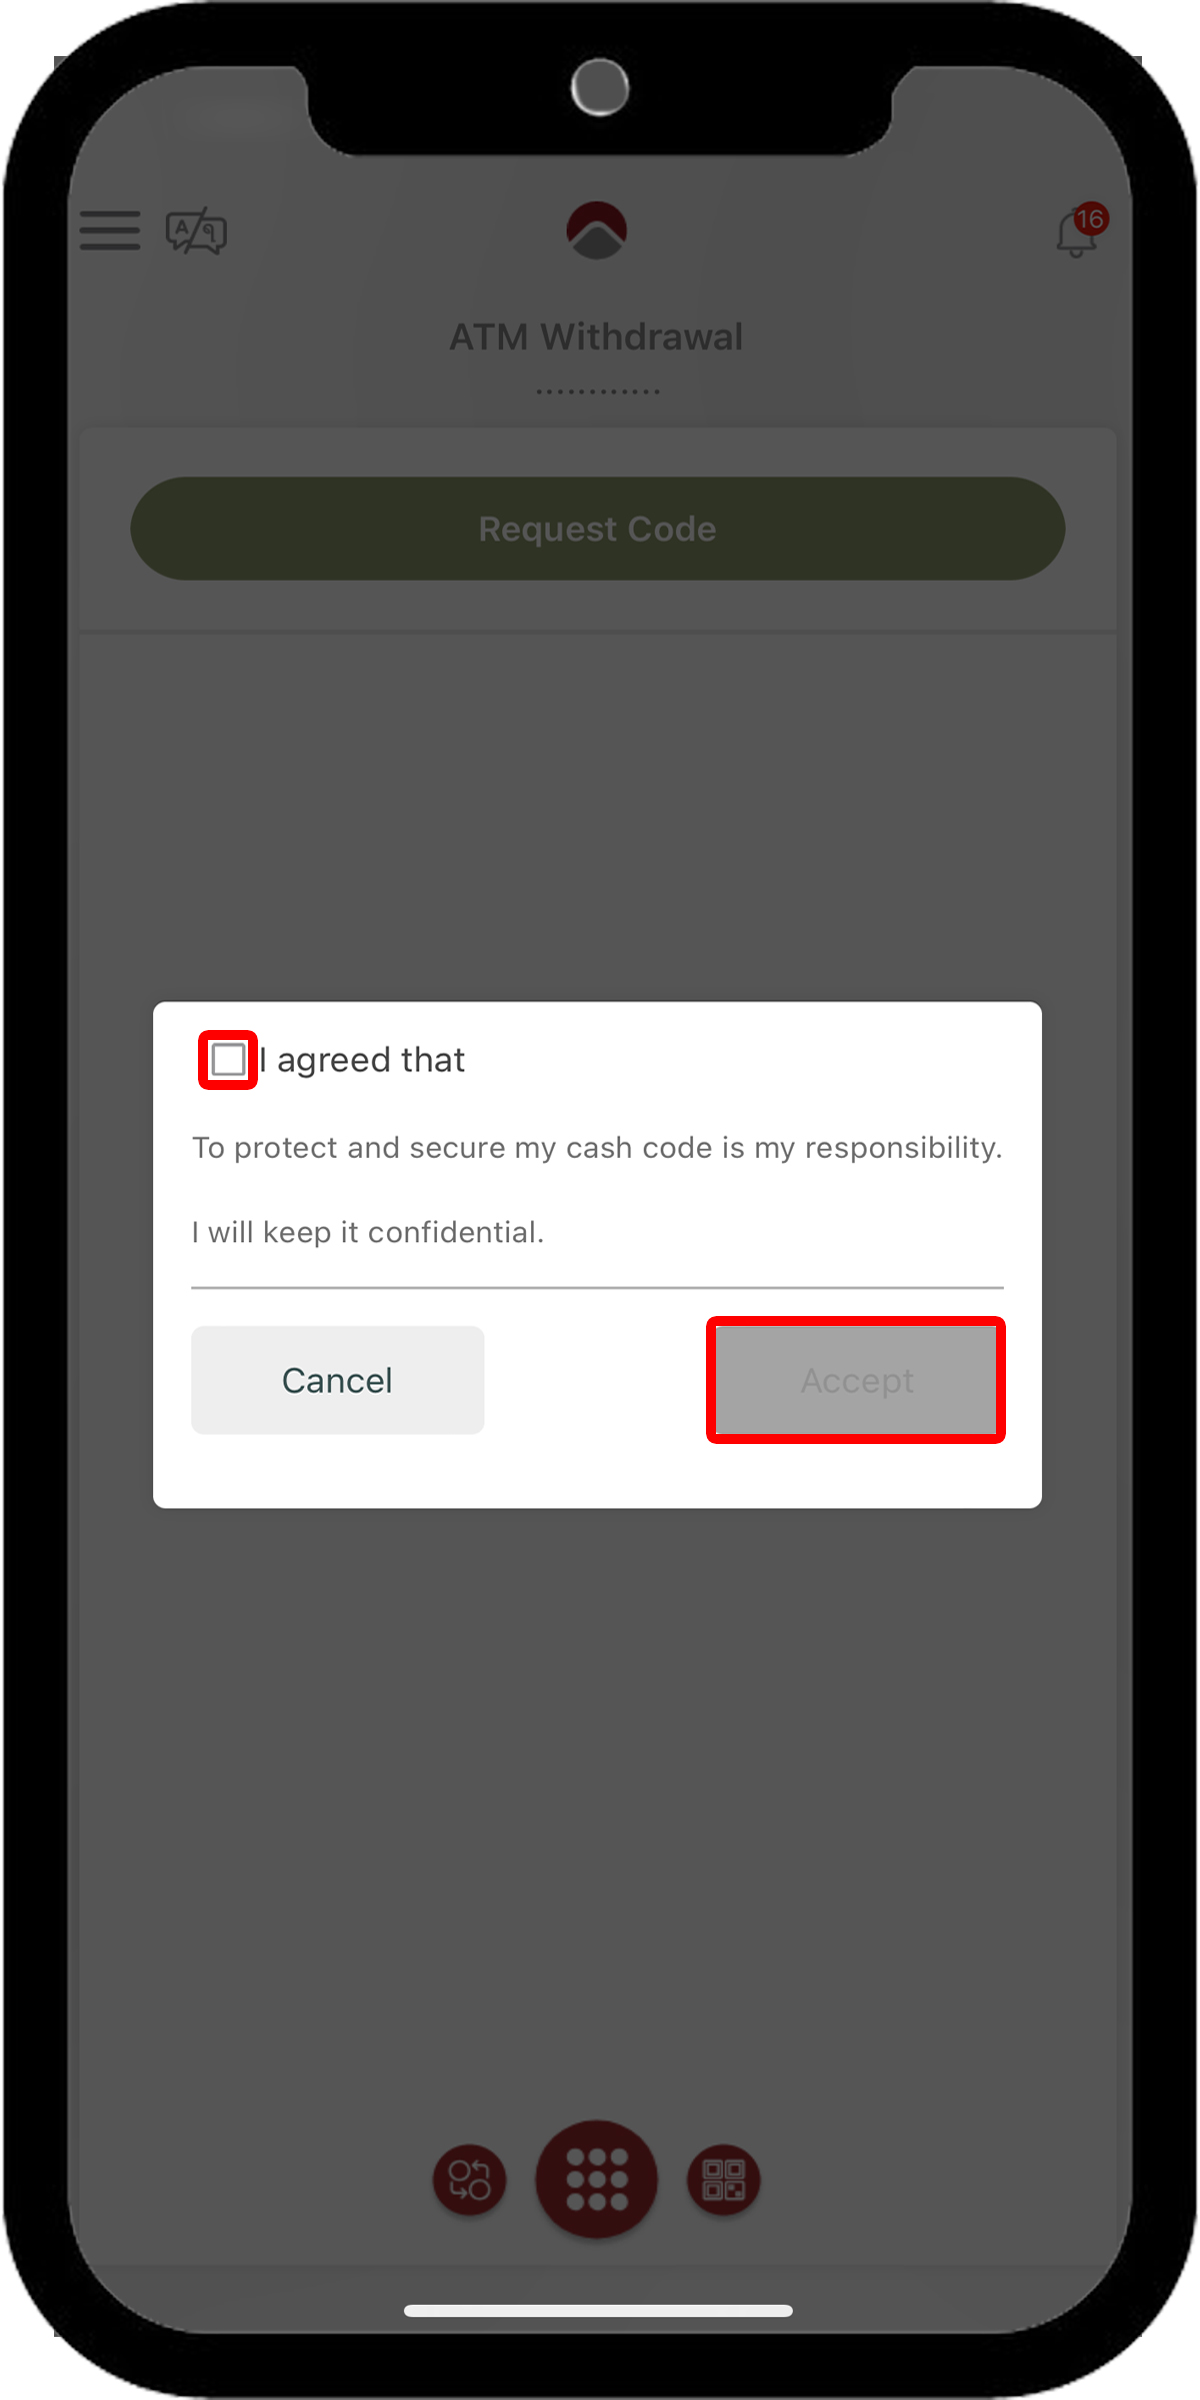 16
ATM Withdrawal
Request Code
I agreed that
To protect and secure my cash code is my responsibility.
I will keep it confidential.
Cancel
Accept